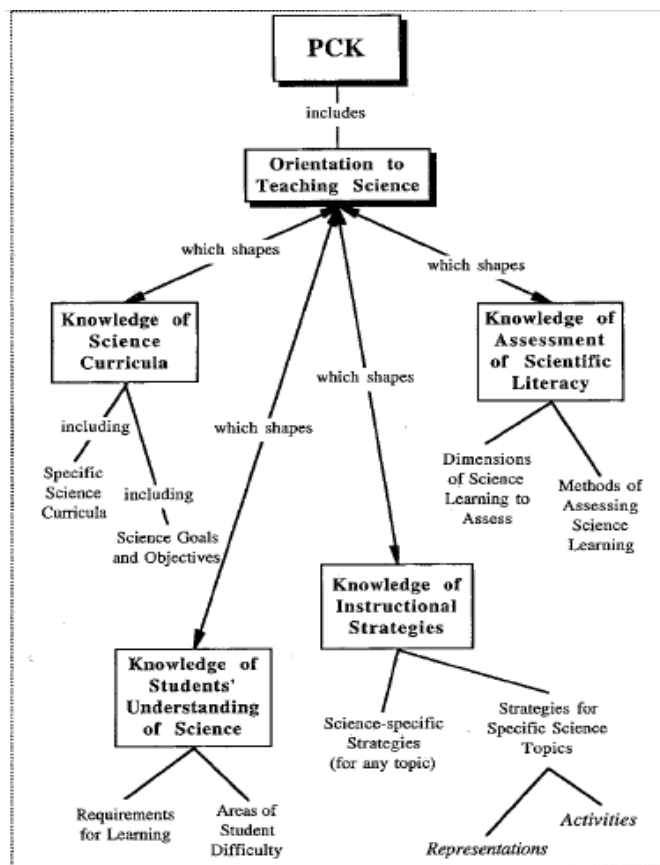 PCK
includes
Orientation to
Teaching Science
which shapes
which shapes
Knowledge of
Science
Curricula
Knowledge of
Assessment
of Scientific
Literacy
which shapes
which shapes
including
including
Specific
Science
Curricula
Science Goals
and Objectives
Dimensions
of Science
Learning to
Assess
Methods of
Assessing
Science
Learning
Knowledge of
Instructional
Strategies
Knowledge of
Students'
Understanding
of Science
Science-specific
Strategies
(for any topic)
Strategies for
Specific Science
Topics
Requirements
for Learning
Areas of
Student
Difficulty
Activities
Representations